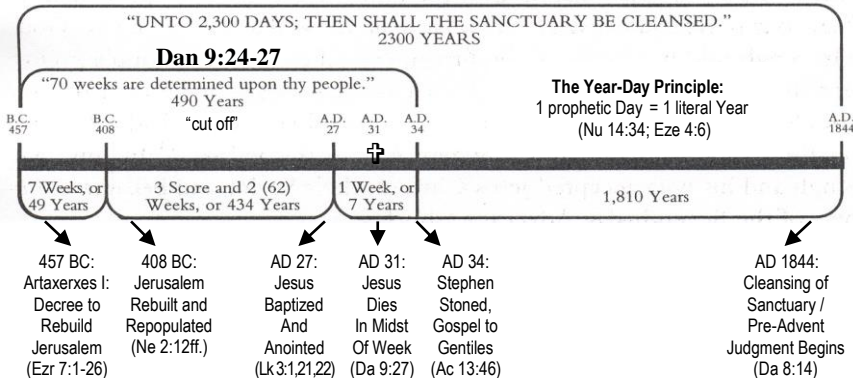 "UNTO 2,300 DAYS; THEN SHALL THE SANCTUARY BE CLEANSED."
2300 YEARS
Dan 9:24-27
"70 weeks are determined upon thy people."
490 Years
"cut off"
The Year-Day Principle:
1 prophetic Day = 1 literal Year
(Nu 14:34; Eze 4:6)
B.C.
457
B.C.
408
A.D.
27
A.D.
31
A.D.
34
A.D.
1844
7 Weeks, or
49 Years
3 Score and 2 (62)
Weeks, or 434 Years
1 Week, or
7 Years
1,810 Years
457 BC:
Artaxerxes I:
Decree to
Rebuild
Jerusalem
(Ezr 7:1-26)
408 BC:
Jerusalem
Rebuilt and
Repopulated
(Ne 2:12ff.)
AD 27:
Jesus
Baptized
And
Anointed
(Lk 3:1,21,22)
AD 31:
Jesus
Dies
In Midst
Of Week
(Da 9:27)
AD 34:
Stephen
Stoned,
Gospel to
Gentiles
(Ac 13:46)
AD 1844:
Cleansing of
Sanctuary /
Pre-Advent
Judgment Begins
(Da 8:14)